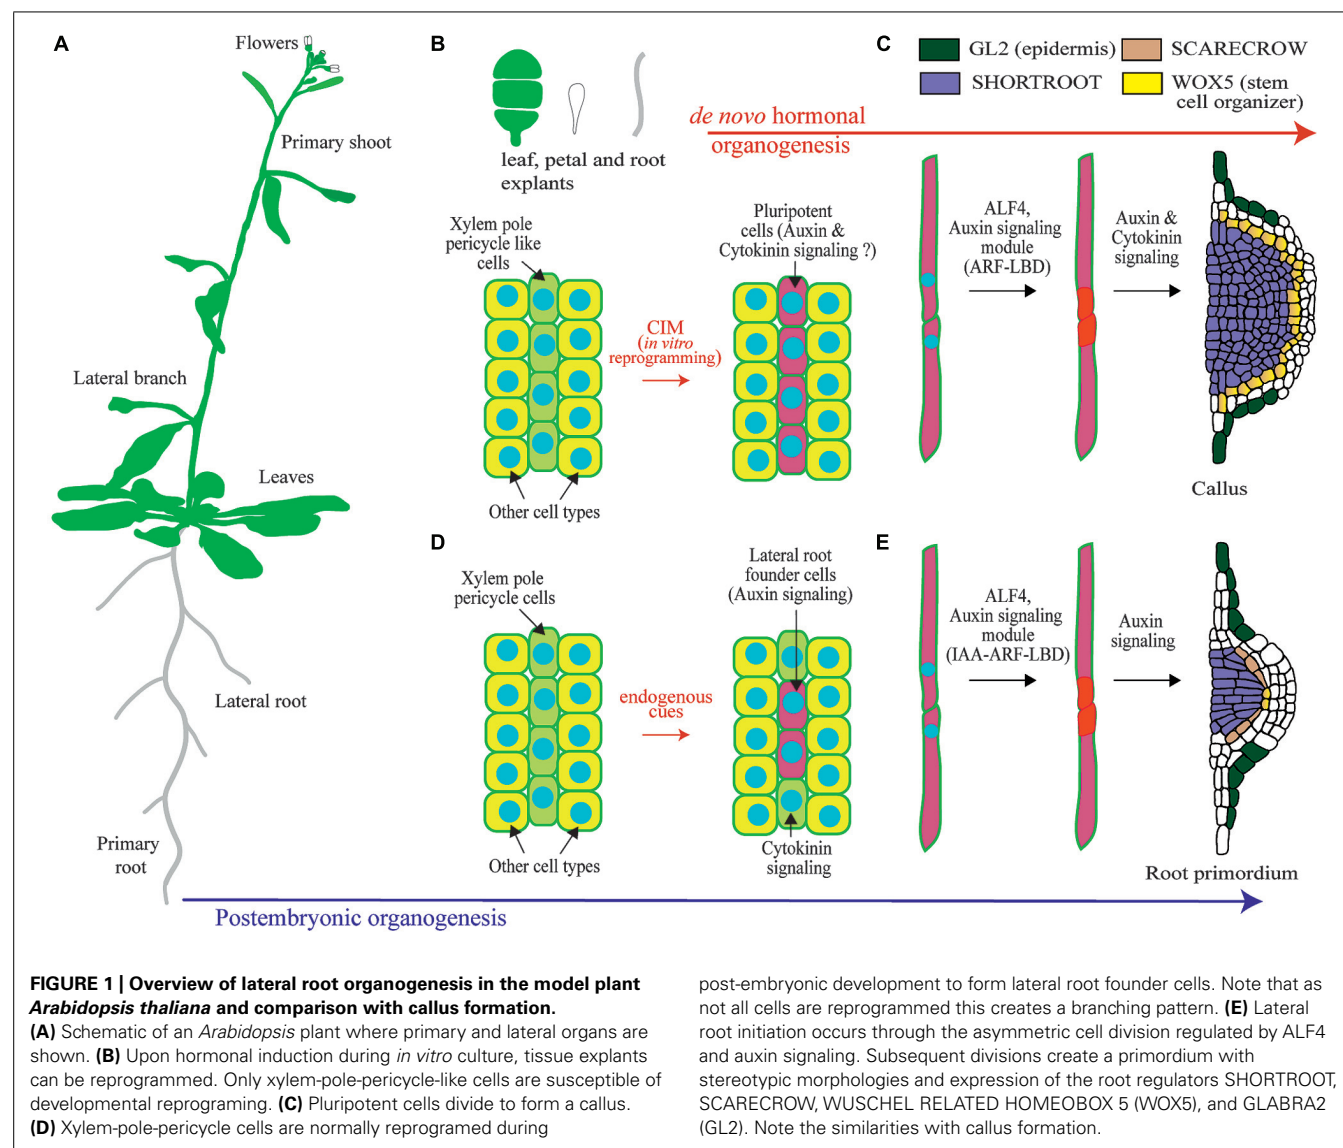 A
Flowers
Primary shoot
Lateral branch
Leaves
Lateral root
Primary
root
B
leaf, petal and root
explants
de novo hormonal
organogenesis
Xylem pole
pericycle like
cells
CIM
(in vitro
reprogramming)
Pluripotent
cells (Auxin &
Cytokinin signaling ?)
Other cell types
C
GL2 (epidermis)
SCARECROW
SHORTROOT
WOX5 (stem
cell organizer)
ALF4,
Auxin signaling
module
(ARF-LBD)
Auxin &
Cytokinin
signaling
Callus
D
Xylem pole
pericycle cells
endogenous
cues
Lateral root
founder cells
(Auxin signaling)
Other cell types
Cytokinin
signaling
E
ALF4,
Auxin signaling
module
(IAA-ARF-LBD)
Auxin
signaling
Root primordium
Postembryonic organogenesis
FIGURE 1 | Overview of lateral root organogenesis in the model plant
Arabidopsis thaliana and comparison with callus formation.
(A) Schematic of an Arabidopsis plant where primary and lateral organs are
shown. (B) Upon hormonal induction during in vitro culture, tissue explants
can be reprogrammed. Only xylem-pole-pericycle-like cells are susceptible of
developmental reprograming. (C) Pluripotent cells divide to form a callus.
(D) Xylem-pole-pericycle cells are normally reprogramed during
post-embryonic development to form lateral root founder cells. Note that as
not all cells are reprogrammed this creates a branching pattern. (E) Lateral
root initiation occurs through the asymmetric cell division regulated by ALF4
and auxin signaling. Subsequent divisions create a primordium with
stereotypic morphologies and expression of the root regulators SHORTROOT,
SCARECROW, WUSCHEL RELATED HOMEOBOX 5 (WOX5), and GLABRA2
(GL2). Note the similarities with callus formation.